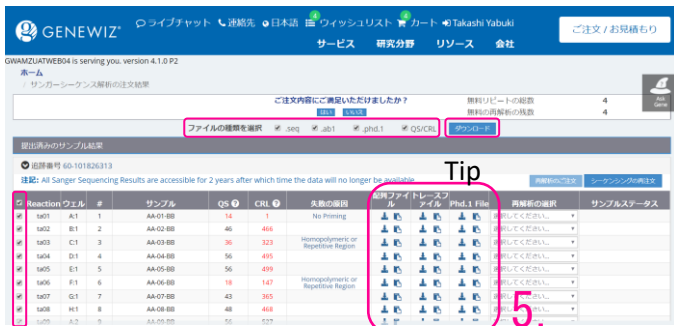 GENEWIZ
ライブチャット 連絡先 日本語 ウィッシュリスト カート Takashi Yabuki
4 4
サービス 研究分野 リソース 会社
ご注文 / お見積もり
GWAMZUATWEB04 is serving you. version 4.1.0 P2
ホーム
/ サンガーシーケンス解析の注文結果
ご注文内容にご満足いただけましたか？
はい いいえ
無料リピートの総数 4
無料の再解析の残数 4
Ask Gene
ファイルの種類を選択 .seq .ab1 .phd.1 QS/CRL ダウンロード
提出済みのサンプル結果
追跡番号 60-101826313
Tip
注記: All Sanger Sequencing Results are accessible for 2 years after which time the data will no longer be available.
再解析のご注文 シーケンシングの再注文
Reaction ウェル # サンプル QS CRL 失敗の原因 配列ファイル トレースファイル Phd.1 File 再解析の選択 サンプルステータス
ta01 A:1 1 AA-01-BB 14 1 No Priming 選択してください...
ta02 B:1 2 AA-02-BB 46 466 選択してください...
ta03 C:1 3 AA-03-BB 36 323 Homopolymeric or Repetitive Region 選択してください...
ta04 D:1 4 AA-04-BB 56 495 選択してください...
ta05 E:1 5 AA-05-BB 56 499 選択してください...
ta06 F:1 6 AA-06-BB 18 147 Homopolymeric or Repetitive Region 選択してください...
ta07 G:1 7 AA-07-BB 43 365 選択してください...
ta08 H:1 8 AA-08-BB 48 468 選択してください...
ta09 A:2 9 AA-09-BB 56 527
5.